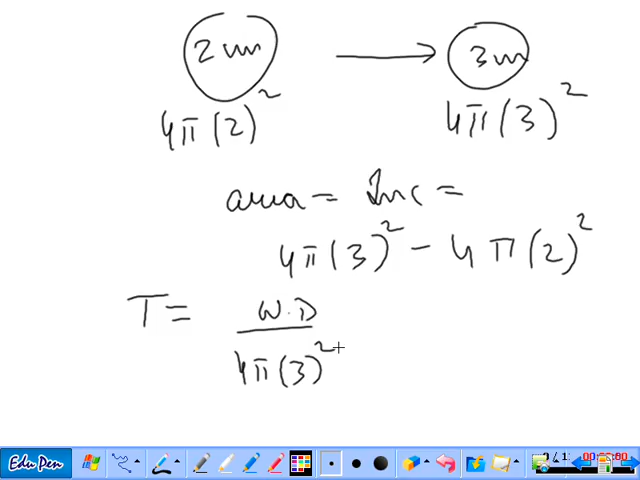 2 cm → 3 cm
4π(2)² 4π(3)²
area = Inc =
4π(3)² - 4π(2)²
T = W.D
4π(3)²
Edu Pen